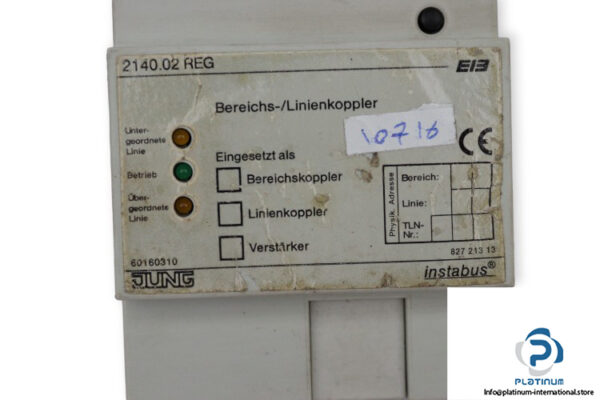 2140.02 REG
EIB
Bereichs-/Linienkoppler
10716
Unter-
geordnete
Linie
Betrieb
Über-
geordnete
Linie
Eingesetzt als
Bereichskoppler
Linienkoppler
Verstärker
CE
Physik. Adresse
Bereich:
Linie:
TLN-
Nr.:
60160310
827 213 13
JUNG
instabus®
PLATINUM
Info@platinum-international.store